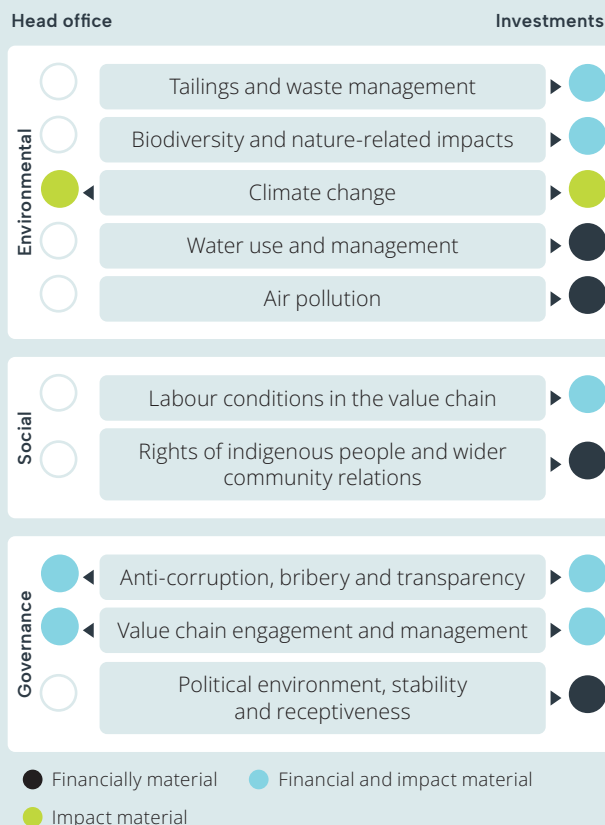 Head office
Investments
Environmental
Tailings and waste management
Biodiversity and nature-related impacts
Climate change
Water use and management
Air pollution
Social
Labour conditions in the value chain
Rights of indigenous people and wider
community relations
Governance
Anti-corruption, bribery and transparency
Value chain engagement and management
Political environment, stability
and receptiveness
Financially material
Financial and impact material
Impact material